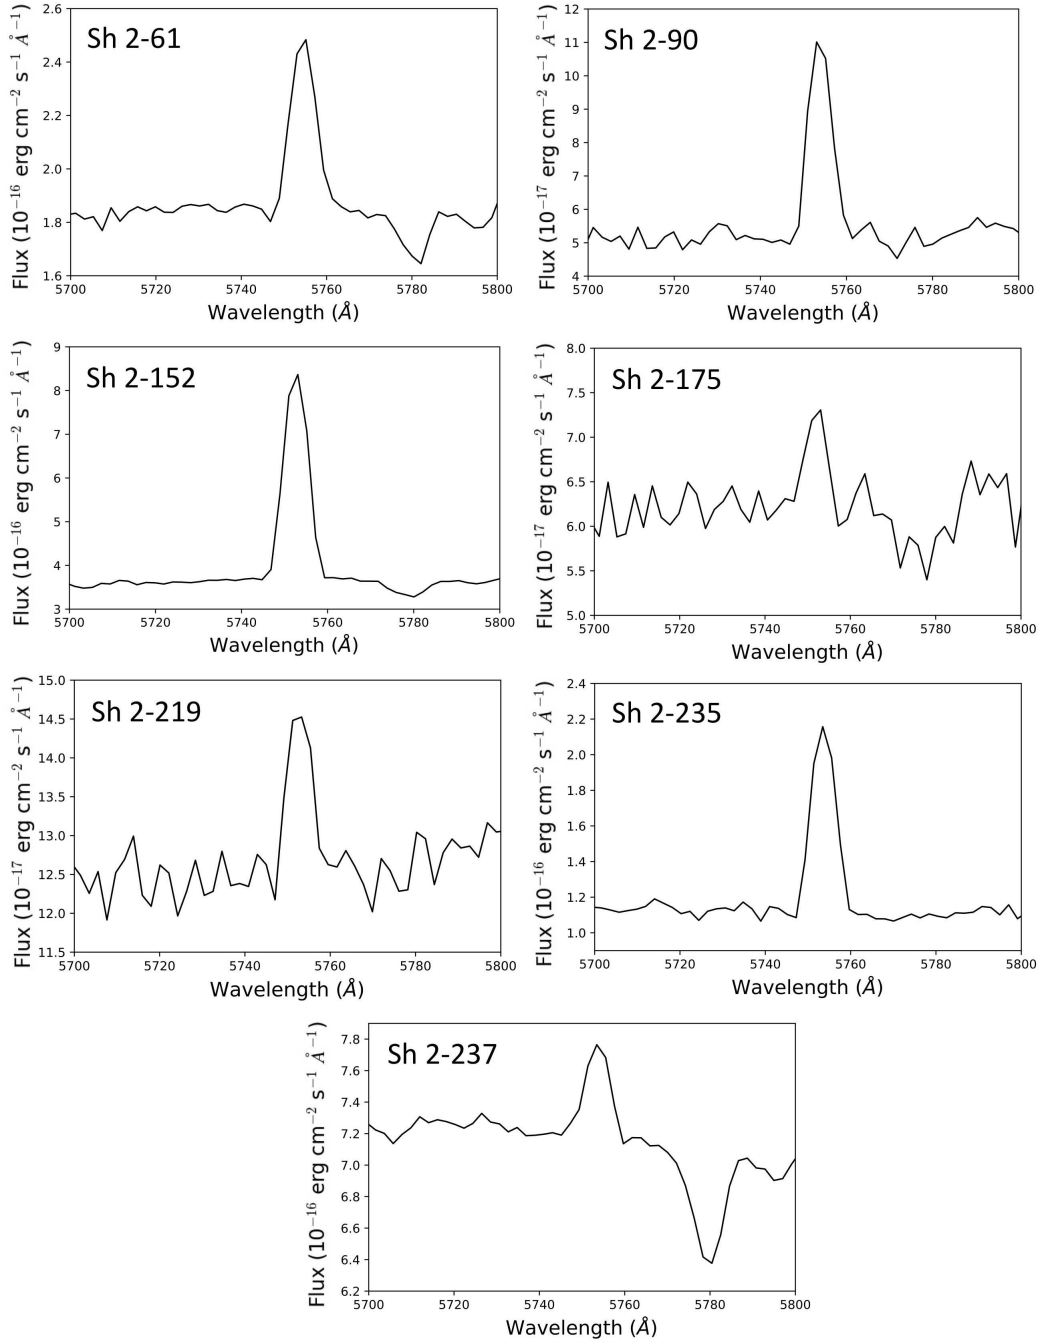 Sh 2-61
2.6
2.4
2.2
2.0
1.8
1.6
5700 5720 5740 5760 5780 5800
Wavelength (Å)
Flux (10⁻¹⁶ erg cm⁻² s⁻¹ Å⁻¹)
Sh 2-90
12
11
10
9
8
7
6
5
4
5700 5720 5740 5760 5780 5800
Wavelength (Å)
Flux (10⁻¹⁷ erg cm⁻² s⁻¹ Å⁻¹)
Sh 2-152
9
8
7
6
5
4
3
5700 5720 5740 5760 5780 5800
Wavelength (Å)
Flux (10⁻¹⁶ erg cm⁻² s⁻¹ Å⁻¹)
Sh 2-175
8.0
7.5
7.0
6.5
6.0
5.5
5.0
5700 5720 5740 5760 5780 5800
Wavelength (Å)
Flux (10⁻¹⁷ erg cm⁻² s⁻¹ Å⁻¹)
Sh 2-219
15.0
14.5
14.0
13.5
13.0
12.5
12.0
11.5
5700 5720 5740 5760 5780 5800
Wavelength (Å)
Flux (10⁻¹⁷ erg cm⁻² s⁻¹ Å⁻¹)
Sh 2-235
2.4
2.2
2.0
1.8
1.6
1.4
1.2
1.0
5700 5720 5740 5760 5780 5800
Wavelength (Å)
Flux (10⁻¹⁶ erg cm⁻² s⁻¹ Å⁻¹)
Sh 2-237
7.8
7.6
7.4
7.2
7.0
6.8
6.6
6.4
6.2
5700 5720 5740 5760 5780 5800
Wavelength (Å)
Flux (10⁻¹⁶ erg cm⁻² s⁻¹ Å⁻¹)